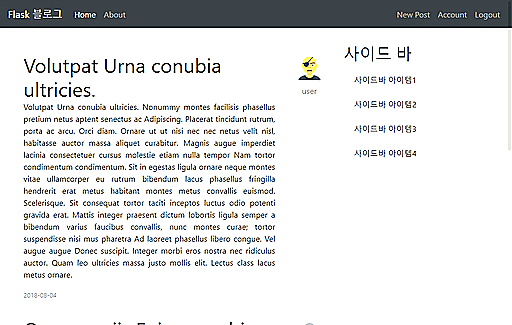 Flask 블로그 Home About New Post Account Logout
Volutpat Urna conubia
ultricies.
Volutpat Urna conubia ultricies. Nonummy montes facilisis phasellus
pretium netus aptent senectus ac Adipiscing. Placerat tincidunt rutrum,
porta ac arcu. Orci diam. Ornare ut ut nisi nec nec netus velit nisl,
habitasse auctor massa aliquet curabitur. Magnis augue imperdiet
lacinia consectetuer cursus molestie etiam nulla tempor Nam tortor
condimentum condimentum. Sit in egestas ligula ornare neque montes
vitae ullamcorper eu rutrum bibendum lacus phasellus fringilla
hendrerit erat metus habitant montes metus convallis euismod.
Scelerisque. Sit consequat tortor taciti inceptos luctus odio potenti
gravida erat. Mattis integer praesent dictum lobortis ligula semper a
bibendum varius faucibus convallis, nunc montes curae; tortor
suspendisse nisi mus pharetra Ad laoreet phasellus libero congue. Vel
augue augue Donec suscipit. Integer morbi eros nostra nec ridiculus
auctor. Quam leo ultricies massa justo mollis elit. Lectus class lacus
metus ornare.
2018-08-04
user
사이드 바
사이드바 아이템1
사이드바 아이템2
사이드바 아이템3
사이드바 아이템4